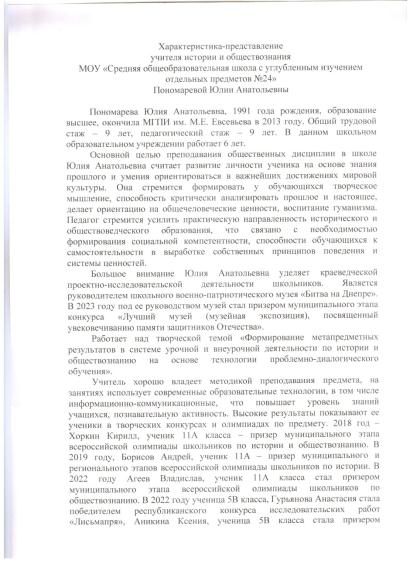 Характеристика-представление
учителя истории и обществознания
МОУ «Средняя общеобразовательная школа с углубленным изучением
отдельных предметов №24»
Пономаревой Юлии Анатольевны
Пономарева Юлия Анатольевна, 1991 года рождения, образование
высшее, окончила МГПИ им. М.Е. Евсевьева в 2013 году. Общий трудовой
стаж – 9 лет, педагогический стаж – 9 лет. В данном школьном
образовательном учреждении работает 6 лет.
Основной целью преподавания общественных дисциплин в школе
Юлия Анатольевна считает развитие личности ученика на основе знания
прошлого и умения ориентироваться в важнейших достижениях мировой
культуры. Она стремится формировать у обучающихся творческое
мышление, способность критически анализировать прошлое и настоящее,
делает ориентацию на общечеловеческие ценности, воспитание гуманизма.
Педагог стремится усилить практическую направленность исторического и
обществоведческого образования, что связано с необходимостью
формирования социальной компетентности, способности обучающихся к
самостоятельности в выработке собственных принципов поведения и
системы ценностей.
Большое внимание Юлия Анатольевна уделяет краеведческой
проектно-исследовательской деятельности школьников. Является
руководителем школьного военно-патриотического музея «Битва на Днепре».
В 2023 году под ее руководством музей стал призером муниципального этапа
конкурса «Лучший музей (музейная экспозиция), посвященный
увековечиванию памяти защитников Отечества».
Работает над творческой темой «Формирование метапредметных
результатов в системе урочной и внеурочной деятельности по истории и
обществознанию на основе технологии проблемно-диалогического
обучения».
Учитель хорошо владеет методикой преподавания предмета, на
занятиях использует современные образовательные технологии, в том числе
информационно-коммуникационные, что повышает уровень знаний
учащихся, познавательную активность. Высокие результаты показывают ее
ученики в творческих конкурсах и олимпиадах по предмету. 2018 год –
Хоркин Кирилл, ученик 11А класса – призер муниципального этапа
всероссийской олимпиады школьников по истории и обществознанию. В
2019 году, Борисов Андрей, ученик 11А – призер муниципального и
регионального этапов всероссийской олимпиады школьников по истории. В
2022 году Агеев Владислав, ученик 11А класса стал призером
муниципального этапа всероссийской олимпиады школьников по
обществознанию. В 2022 году ученица 5В класса, Гурьянова Анастасия стала
победителем республиканского конкурса исследовательских работ
«Лисьмапря», Аникина Ксения, ученица 5В класса стала призером